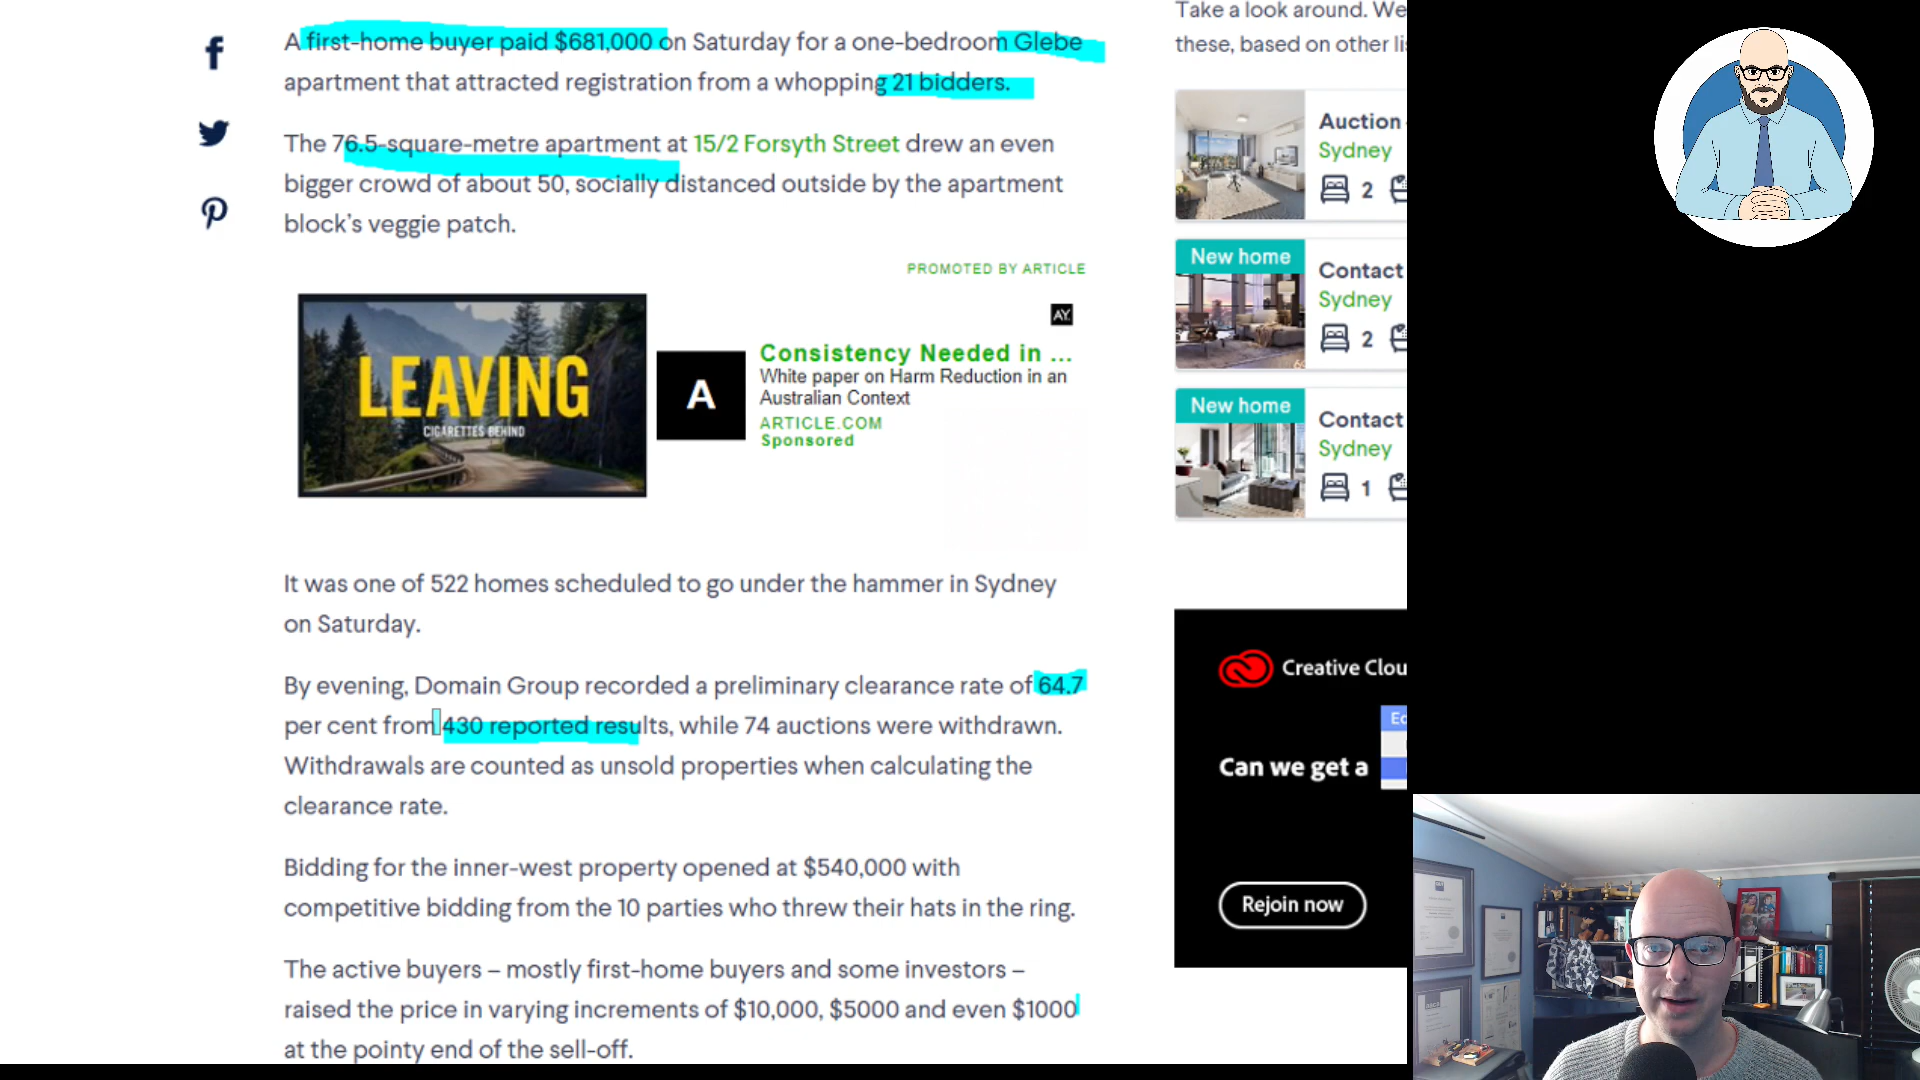 A first-home buyer paid $681,000 on Saturday for a one-bedroom Glebe
apartment that attracted registration from a whopping 21 bidders.
The 76.5-square-metre apartment at 15/2 Forsyth Street drew an even
bigger crowd of about 50, socially distanced outside by the apartment
block’s veggie patch.
PROMOTED BY ARTICLE
LEAVING
CIGARETTES BEHIND
A
AY
Consistency Needed in ...
White paper on Harm Reduction in an
Australian Context
ARTICLE.COM
Sponsored
It was one of 522 homes scheduled to go under the hammer in Sydney
on Saturday.
By evening, Domain Group recorded a preliminary clearance rate of 64.7
per cent from 430 reported results, while 74 auctions were withdrawn.
Withdrawals are counted as unsold properties when calculating the
clearance rate.
Bidding for the inner-west property opened at $540,000 with
competitive bidding from the 10 parties who threw their hats in the ring.
The active buyers – mostly first-home buyers and some investors –
raised the price in varying increments of $10,000, $5000 and even $1000
at the pointy end of the sell-off.
Take a look around. We
these, based on other li
Auction
Sydney
2
New home
Contact
Sydney
2
New home
Contact
Sydney
1
Creative Clou
Ed
Can we get a
Rejoin now